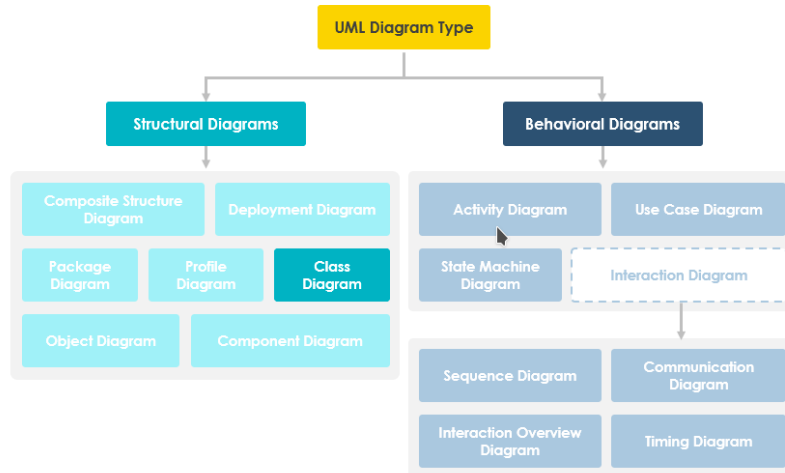 UML Diagram Type
Structural Diagrams
Behavioral Diagrams
Composite Structure
Diagram
Deployment Diagram
Package
Diagram
Profile
Diagram
Class
Diagram
Object Diagram
Component Diagram
Activity Diagram
Use Case Diagram
State Machine
Diagram
Interaction Diagram
Sequence Diagram
Communication
Diagram
Interaction Overview
Diagram
Timing Diagram